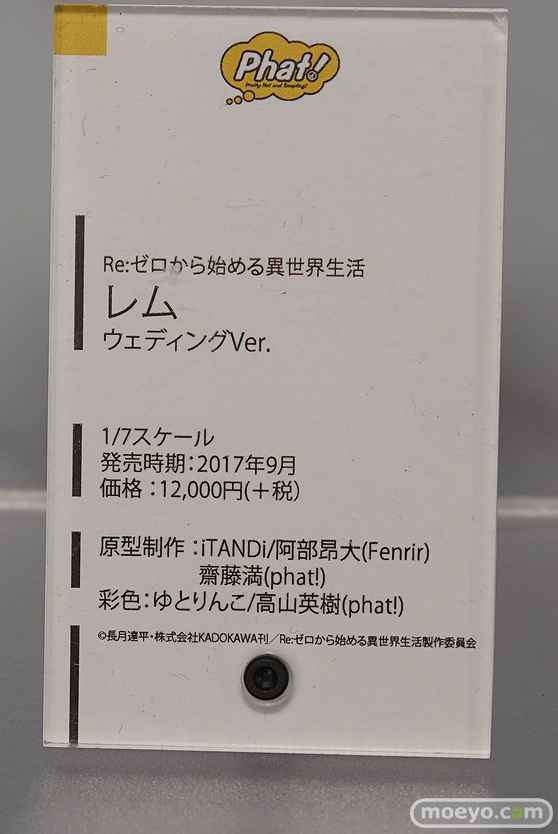 Phat!
Pretty Hot and Tempting!
Re:ゼロから始める異世界生活
レム
ウェディングVer.
1/7スケール
発売時期：2017年9月
価格：12,000円(＋税)
原型制作：iTANDi/阿部昂大(Fenrir)
齋藤満(phat!)
彩色：ゆとりんこ/高山英樹(phat!)
©長月達平・株式会社KADOKAWA刊／Re:ゼロから始める異世界生活製作委員会
moeyo.com